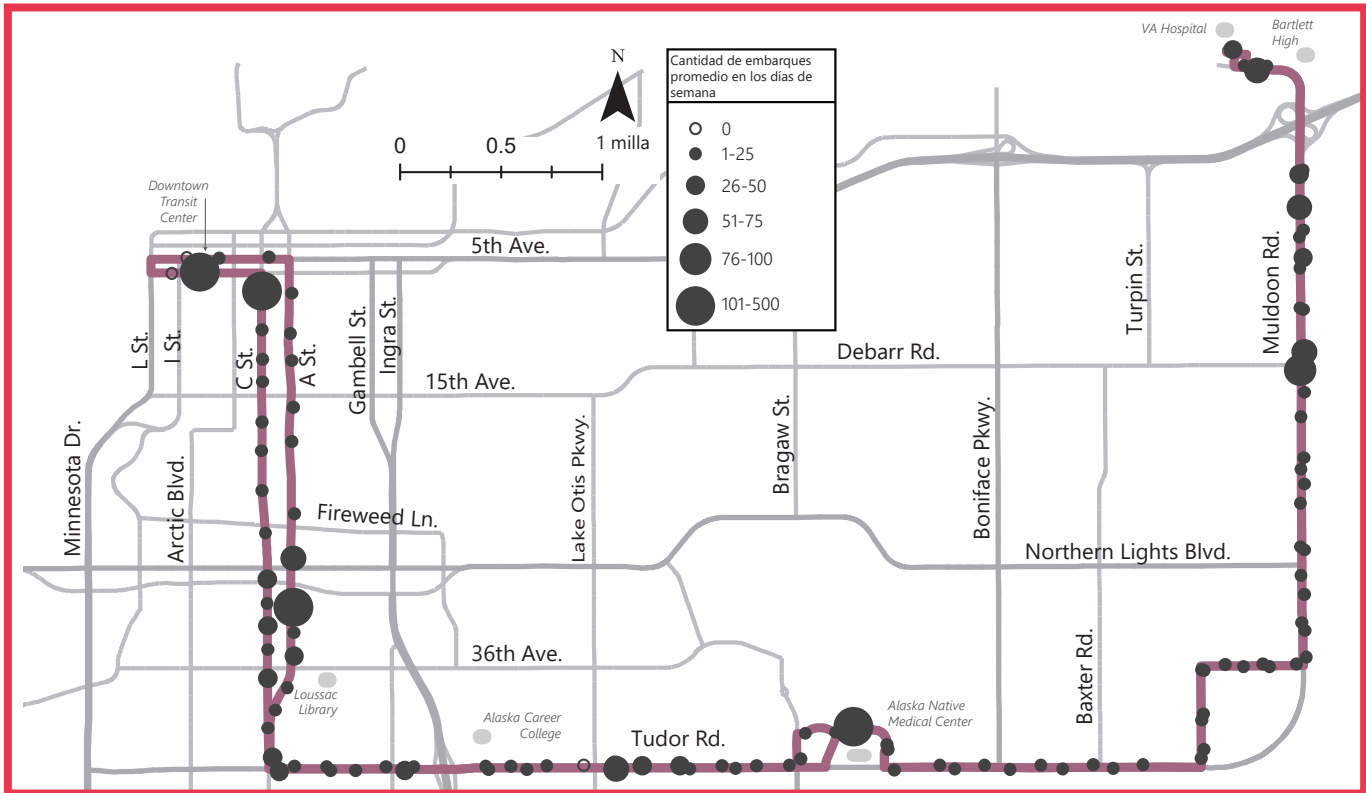 VA Hospital
Bartlett
High
N
0
0.5
1 milla
Cantidad de embarques
promedio en los días de
semana
0
1-25
26-50
51-75
76-100
101-500
Downtown
Transit
Center
5th Ave.
L St.
I St.
C St.
A St.
Gambell St.
Ingra St.
15th Ave.
Debarr Rd.
Turpin St.
Muldoon Rd.
Minnesota Dr.
Arctic Blvd.
Fireweed Ln.
Lake Otis Pkwy.
Bragaw St.
Boniface Pkwy.
Northern Lights Blvd.
36th Ave.
Baxter Rd.
Loussac
Library
Alaska Career
College
Tudor Rd.
Alaska Native
Medical Center